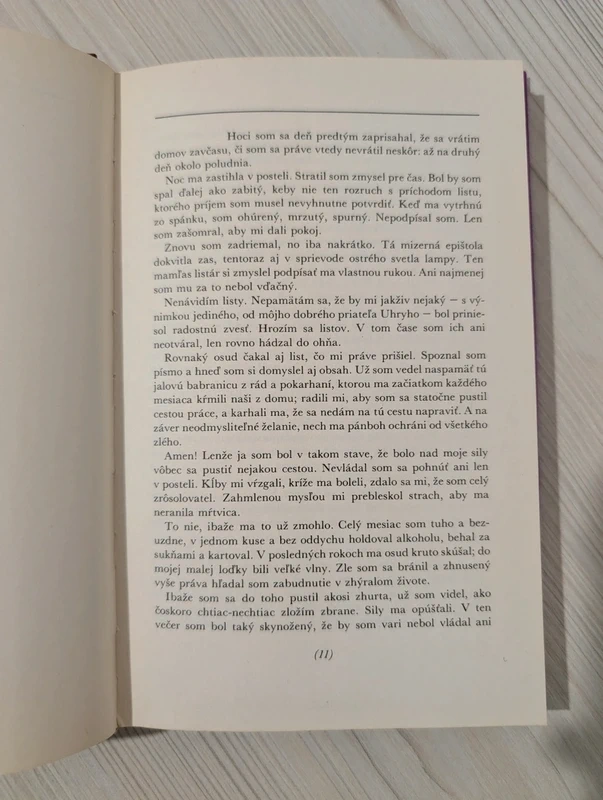 Hoci som sa deň predtým zaprisahal, že sa vrátim
domov zavčasu, či som sa práve vtedy nevrátil neskôr: až na druhý
deň okolo poludnia.
Noc ma zastihla v posteli. Stratil som zmysel pre čas. Bol by som
spal ďalej ako zabitý, keby nie ten rozruch s príchodom listu,
ktorého príjem som musel nevyhnutne potvrdiť. Keď ma vytrhnú
zo spánku, som ohúrený, mrzutý, spurný. Nepodpísal som. Len
som zašomral, aby mi dali pokoj.
Znovu som zadriemal, no iba nakrátko. Tá mizerná epištola
dokvitla zas, tentoraz aj v sprievode ostrého svetla lampy. Ten
mamľas listár si zmyslel podpísať ma vlastnou rukou. Ani najmenej
som mu za to nebol vďačný.
Nenávidím listy. Nepamätám sa, že by mi jakživ nejaký — s vý-
nimkou jediného, od môjho dobrého priateľa Uhryho — bol prinie-
sol radostnú zvesť. Hrozím sa listov. V tom čase som ich ani
neotváral, len rovno hádzal do ohňa.
Rovnaký osud čakal aj list, čo mi práve prišiel. Spoznal som
písmo a hneď som si domyslel aj obsah. Už som vedel naspamäť tú
jalovú babranicu z rád a pokarhaní, ktorou ma začiatkom každého
mesiaca kŕmili naši z domu; radili mi, aby som sa statočne pustil
cestou práce, a karhali ma, že sa nedám na tú cestu napraviť. A na
záver neodmysliteľné želanie, nech ma pánboh ochráni od všetkého
zlého.
Amen! Lenže ja som bol v takom stave, že bolo nad moje sily
vôbec sa pustiť nejakou cestou. Nevládal som sa pohnúť ani len
v posteli. Kĺby mi vŕzgali, kríže ma boleli, zdalo sa mi, že som celý
zrôsolovatel. Zahmlenou mysľou mi prebleskol strach, aby ma
neranila mŕtvica.
To nie, ibaže ma to už zmohlo. Celý mesiac som tuho a bez-
uzdne, v jednom kuse a bez oddychu holdoval alkoholu, behal za
sukňami a kartoval. V posledných rokoch ma osud kruto skúšal; do
mojej malej loďky bili veľké vlny. Zle som sa bránil a zhnusený
vyše práva hľadal som zabudnutie v zhýralom živote.
Ibaže som sa do toho pustil akosi zhurta, už som videl, ako
čoskoro chtiac-nechtiac zložím zbrane. Sily ma opúšťali. V ten
večer som bol taký skynožený, že by som vari nebol vládal ani
(11)